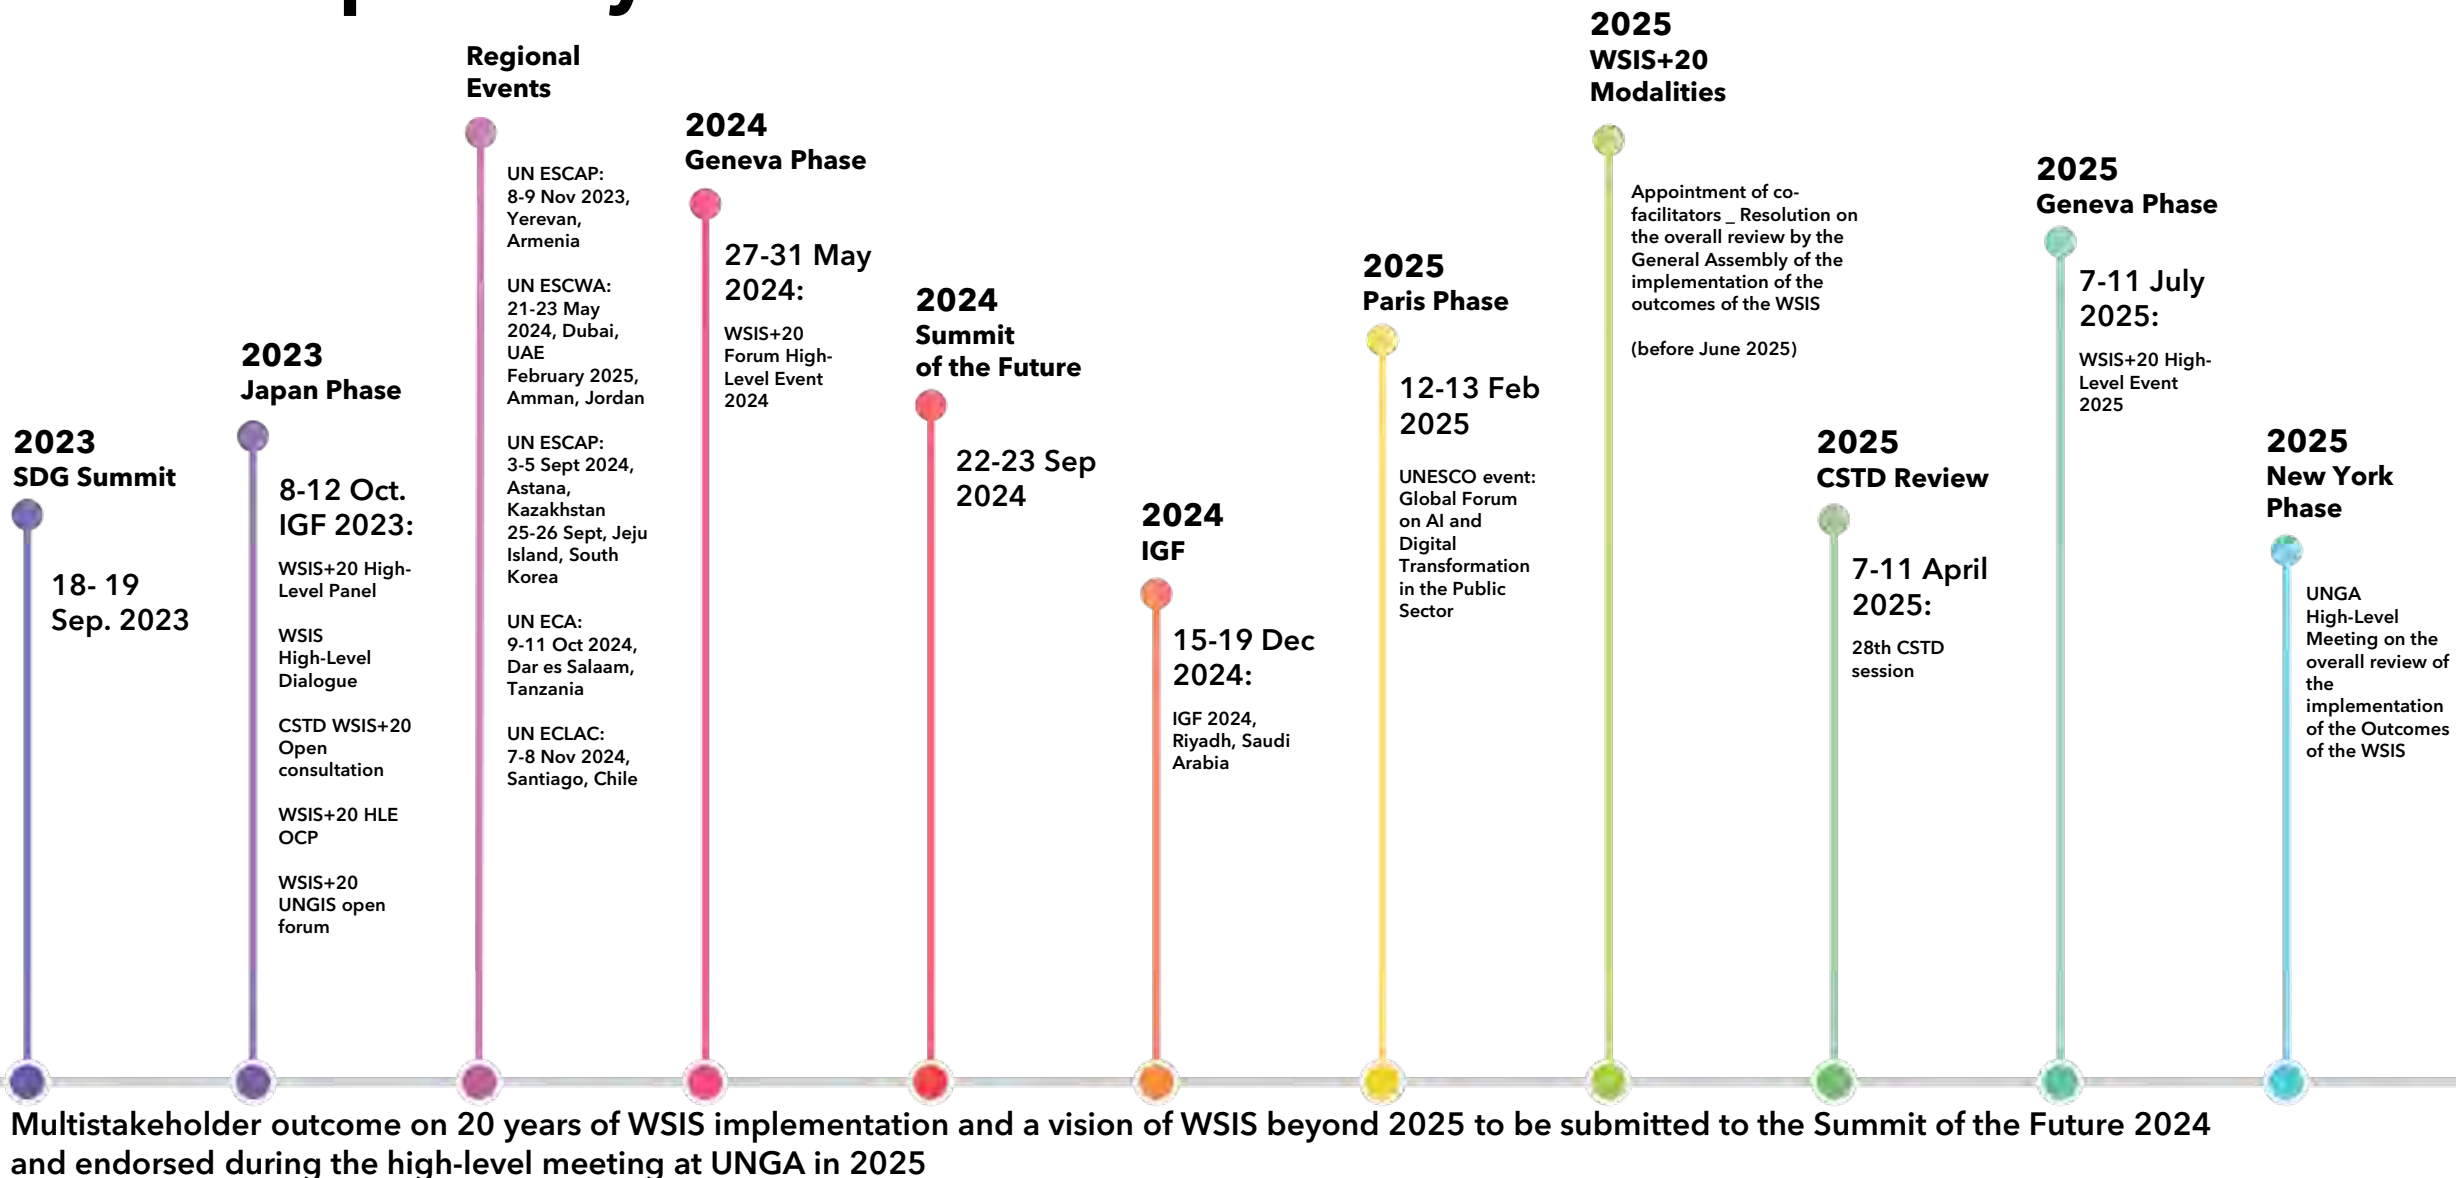 2023
SDG Summit
18- 19
Sep. 2023
2023
Japan Phase
8-12 Oct.
IGF 2023:
WSIS+20 High-
Level Panel
WSIS
High-Level
Dialogue
CSTD WSIS+20
Open
consultation
WSIS+20 HLE
OCP
WSIS+20
UNGIS open
forum
Regional
Events
UN ESCAP:
8-9 Nov 2023,
Yerevan,
Armenia
UN ESCWA:
21-23 May
2024, Dubai,
UAE
February 2025,
Amman, Jordan
UN ESCAP:
3-5 Sept 2024,
Astana,
Kazakhstan
25-26 Sept, Jeju
Island, South
Korea
UN ECA:
9-11 Oct 2024,
Dar es Salaam,
Tanzania
UN ECLAC:
7-8 Nov 2024,
Santiago, Chile
2024
Geneva Phase
27-31 May
2024:
WSIS+20
Forum High-
Level Event
2024
2024
Summit
of the Future
22-23 Sep
2024
2024
IGF
15-19 Dec
2024:
IGF 2024,
Riyadh, Saudi
Arabia
2025
Paris Phase
12-13 Feb
2025
UNESCO event:
Global Forum
on AI and
Digital
Transformation
in the Public
Sector
2025
WSIS+20
Modalities
Appointment of co-
facilitators _ Resolution on
the overall review by the
General Assembly of the
implementation of the
outcomes of the WSIS
(before June 2025)
2025
CSTD Review
7-11 April
2025:
28th CSTD
session
2025
Geneva Phase
7-11 July
2025:
WSIS+20 High-
Level Event
2025
2025
New York
Phase
UNGA
High-Level
Meeting on the
overall review of
the
implementation
of the Outcomes
of the WSIS
Multistakeholder outcome on 20 years of WSIS implementation and a vision of WSIS beyond 2025 to be submitted to the Summit of the Future 2024
and endorsed during the high-level meeting at UNGA in 2025